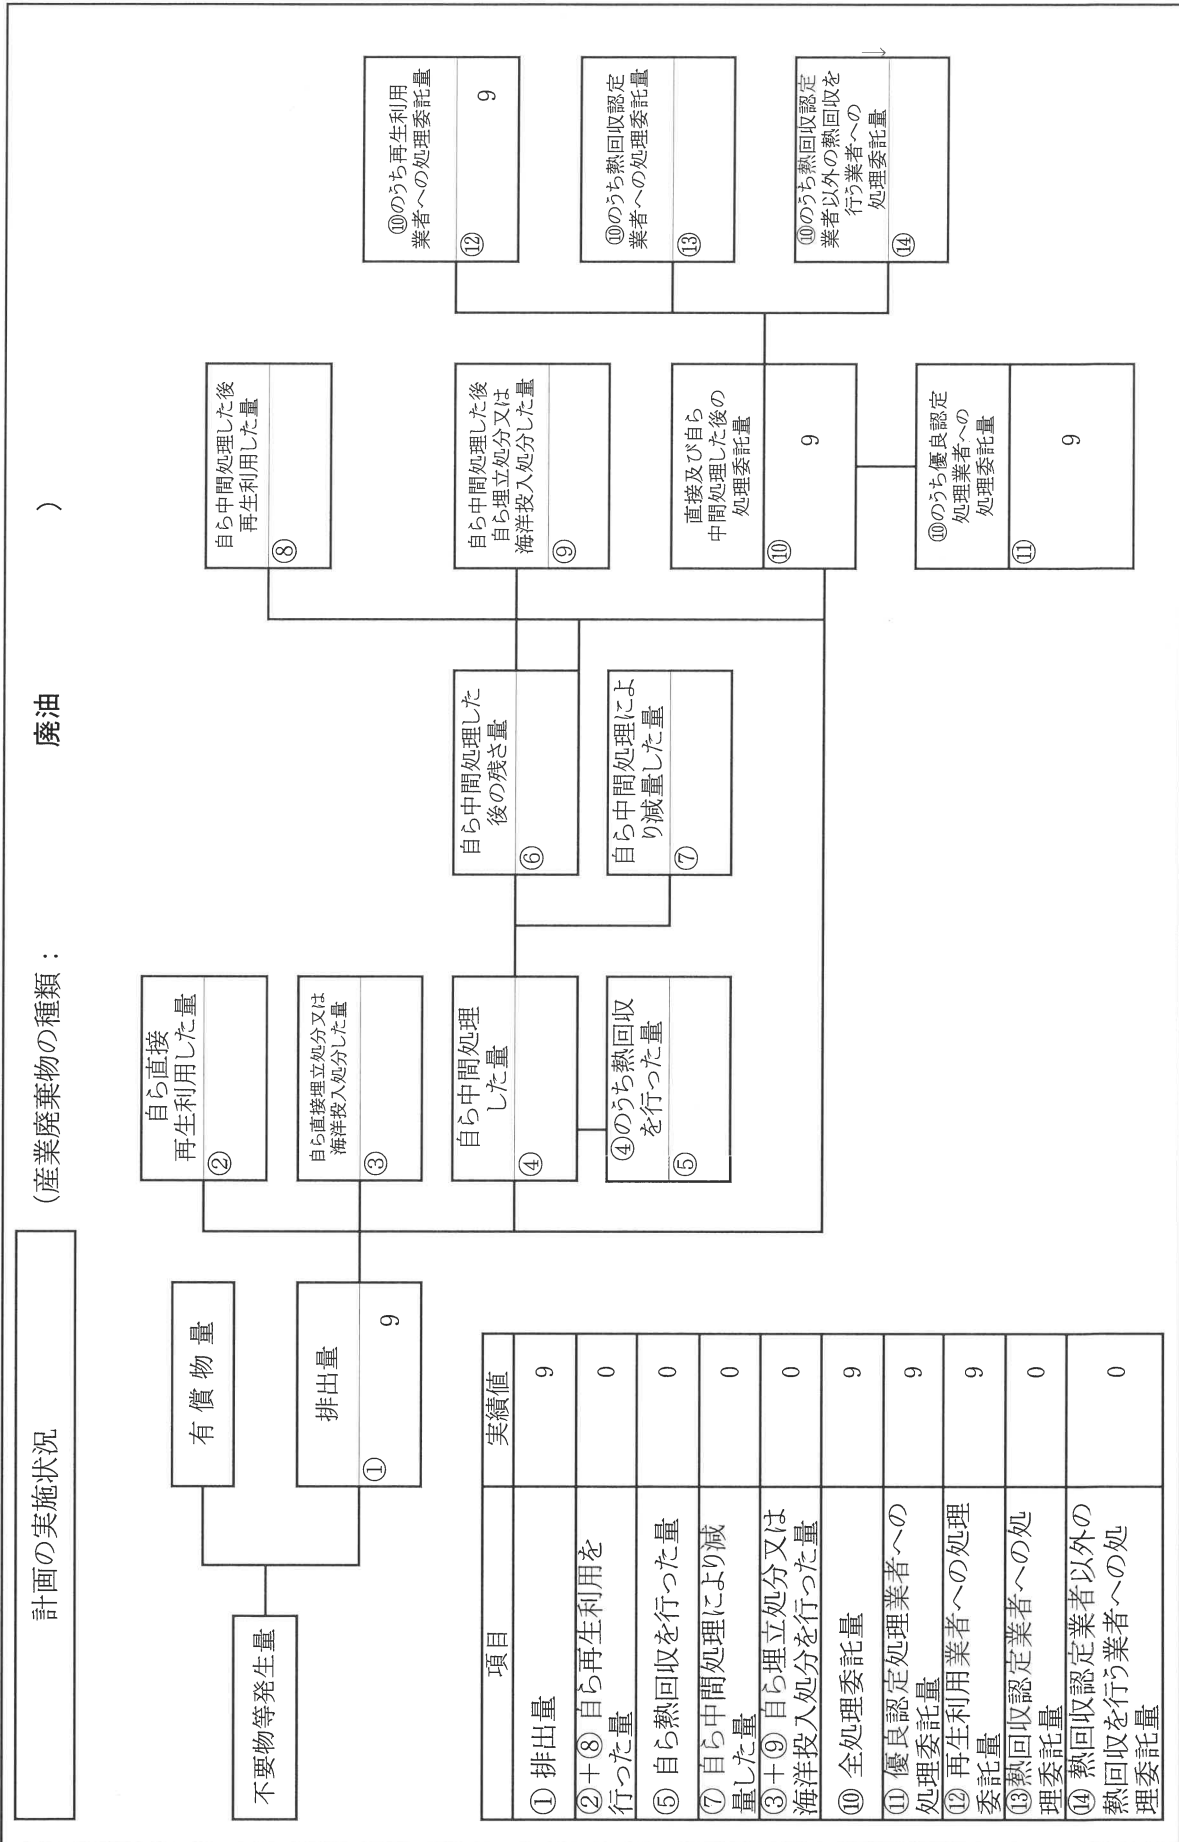 計画の実施状況
(産業廃棄物の種類: 廃油 )
不要物等発生量
有償物量
排出量
① 9
自ら直接
再生利用した量
②
自ら直接埋立処分又は
海洋投入処分した量
③
自ら中間処理
した量
④
④のうち熱回収
を行った量
⑤
自ら中間処理した
後の残さ量
⑥
自ら中間処理によ
り減量した量
⑦
自ら中間処理した後
再生利用した量
⑧
自ら中間処理した後
自ら埋立処分又は
海洋投入処分した量
⑨
直接及び自ら
中間処理した後の
処理委託量
⑩ 9
⑩のうち優良認定
処理業者への
処理委託量
⑪ 9
⑩のうち再生利用
業者への処理委託量
⑫ 9
⑩のうち熱回収認定
業者への処理委託量
⑬
⑩のうち熱回収認定
業者以外の熱回収を
行う業者への
処理委託量
⑭
項目 実績値
① 排出量 9
②+⑧ 自ら再生利用を
行った量 0
⑤ 自ら熱回収を行った量 0
⑦ 自ら中間処理により減
量した量 0
③+⑨ 自ら埋立処分又は
海洋投入処分を行った量 0
⑩ 全処理委託量 9
⑪ 優良認定処理業者への
処理委託量 9
⑫ 再生利用業者への処理
委託量 9
⑬熱回収認定業者への処
理委託量 0
⑭ 熱回収認定業者以外の
熱回収を行う業者への処
理委託量 0